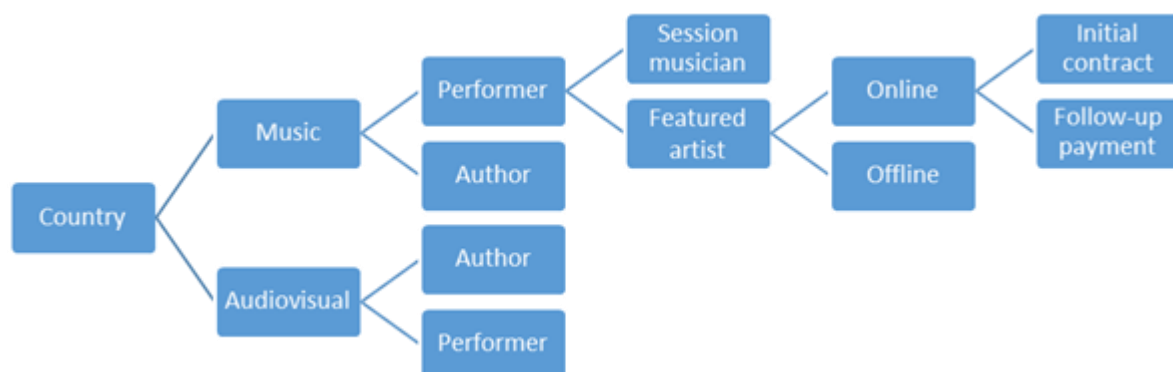 Country
Music
Audiovisual
Performer
Author
Author
Performer
Session
musician
Featured
artist
Online
Offline
Initial
contract
Follow-up
payment